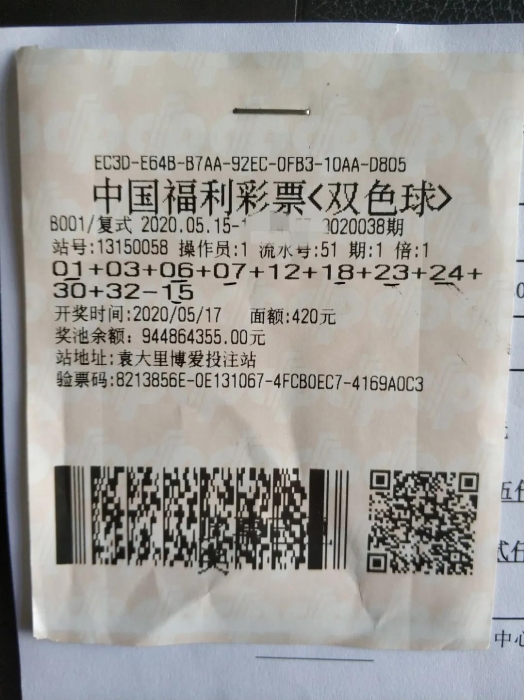 EC3D-E64B-B7AA-92EC-0FB3-10AA-D805
中国福利彩票<双色球>
B001/复式 2020.05.15-1 020038期
站号:13150058 操作员:1 流水号:51 期:1 倍:1
01+03+06+07+12+18+23+24+
30+32-15
开奖时间:2020/05/17 面额:420元
奖池余额: 944864355.00元
站地址:袁大里博爱投注站
验票码:8213856E-0E131067-4FCB0EC7-4169A0C3
中心